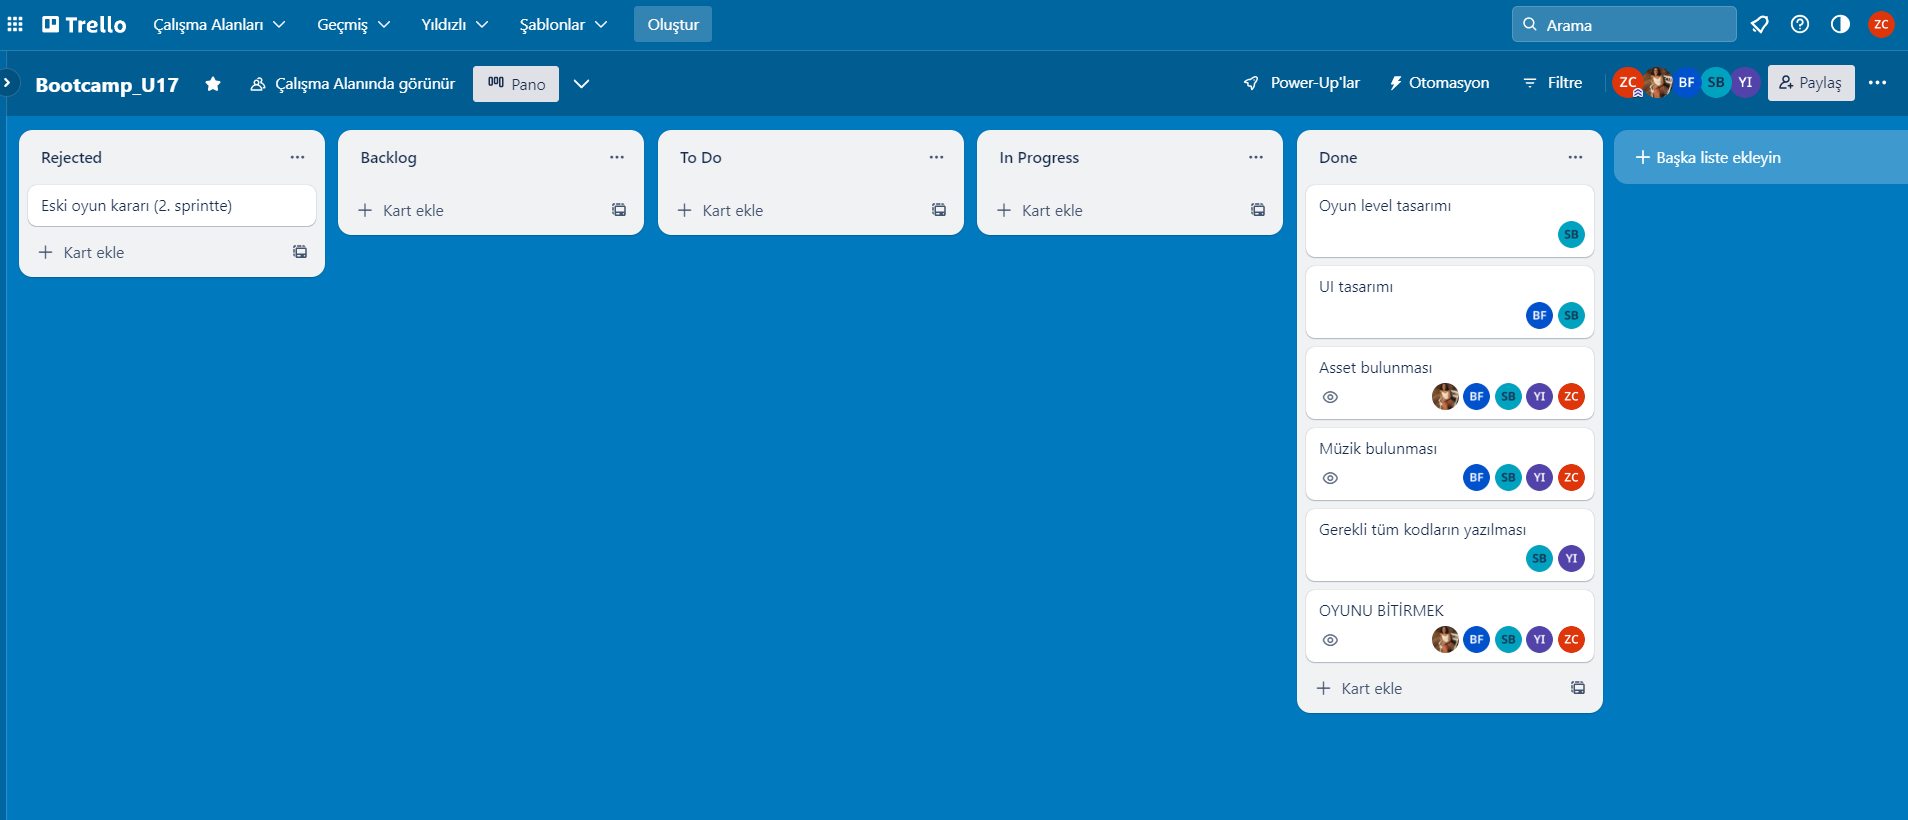 Trello
Çalışma Alanları
Geçmiş
Yıldızlı
Şablonlar
Oluştur
Arama
ZC
Bootcamp_U17
Çalışma Alanında görünür
Pano
Power-Up'lar
Otomasyon
Filtre
ZC
BF
SB
YI
Paylaş
Rejected
Eski oyun kararı (2. sprintte)
Kart ekle
Backlog
Kart ekle
To Do
Kart ekle
In Progress
Kart ekle
Done
Oyun level tasarımı
SB
UI tasarımı
BF SB
Asset bulunması
BF SB YI ZC
Müzik bulunması
BF SB YI ZC
Gerekli tüm kodların yazılması
SB YI
OYUNU BİTİRMEK
BF SB YI ZC
Kart ekle
Başka liste ekleyin